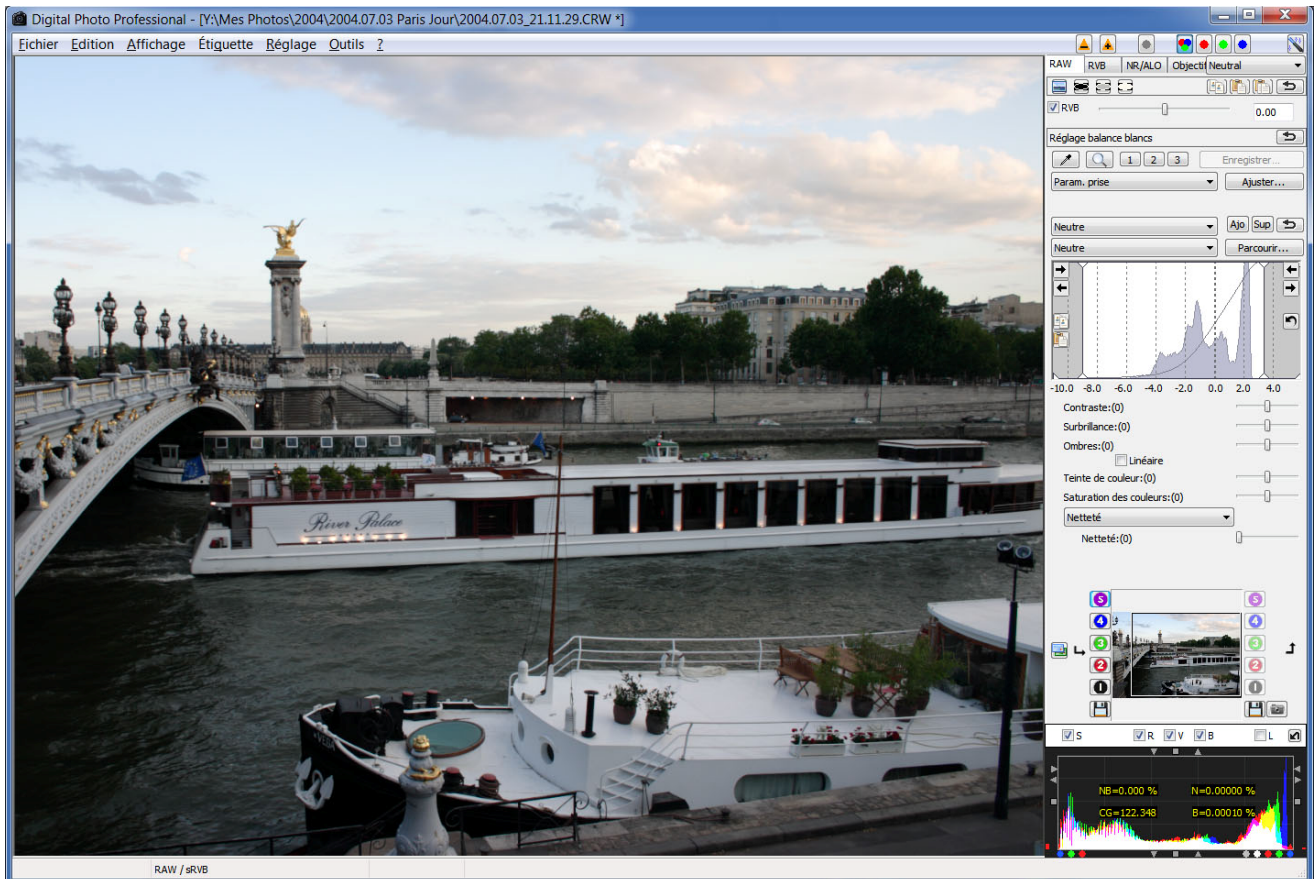 Digital Photo Professional - [Y:\Mes Photos\2004\2004.07.03 Paris Jour\2004.07.03_21.11.29.CRW *]
Fichier Edition Affichage Étiquette Réglage Outils ?
RAW RVB NR/ALO Objectif Neutral
RVB 0.00
Réglage balance blancs
1 2 3 Enregistrer...
Param. prise Ajuster...
Neutre Ajo Sup
Neutre Parcourir...
-10.0 -8.0 -6.0 -4.0 -2.0 0.0 2.0 4.0
Contraste:(0)
Surbrillance:(0)
Ombres:(0)
Linéaire
Teinte de couleur:(0)
Saturation des couleurs:(0)
Netteté
Netteté:(0)
River Palace
S S
4 4
3 3
2 2
1 1
S R V B L
NB=0.000 % N=0.00000 %
CG=122.348 B=0.00010 %
RAW / sRVB